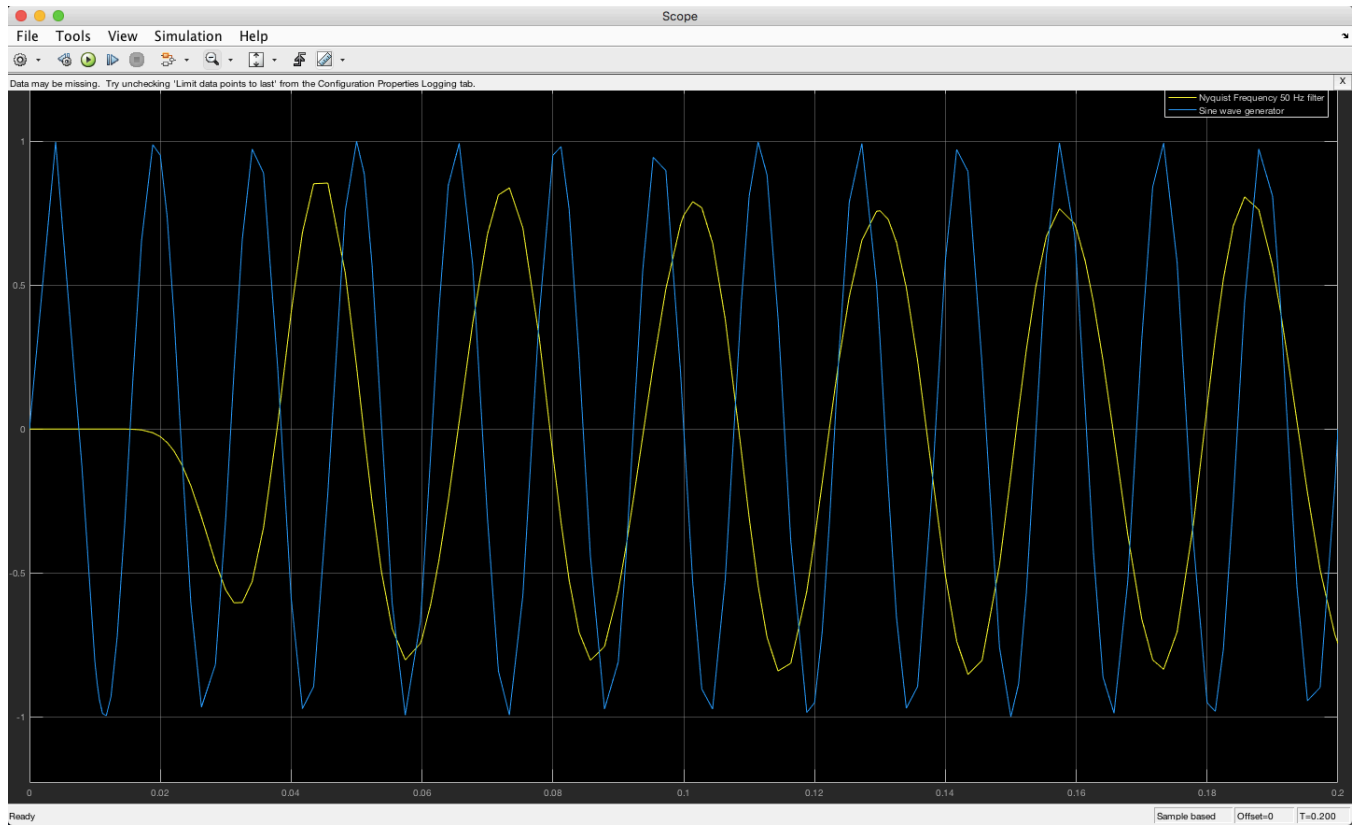 Scope
File Tools View Simulation Help
Data may be missing. Try unchecking 'Limit data points to last' from the Configuration Properties Logging tab. X
Nyquist Frequency 50 Hz filter
Sine wave generator
1
0.5
0
-0.5
-1
0 0.02 0.04 0.06 0.08 0.1 0.12 0.14 0.16 0.18 0.2
Ready Sample based Offset=0 T=0.200